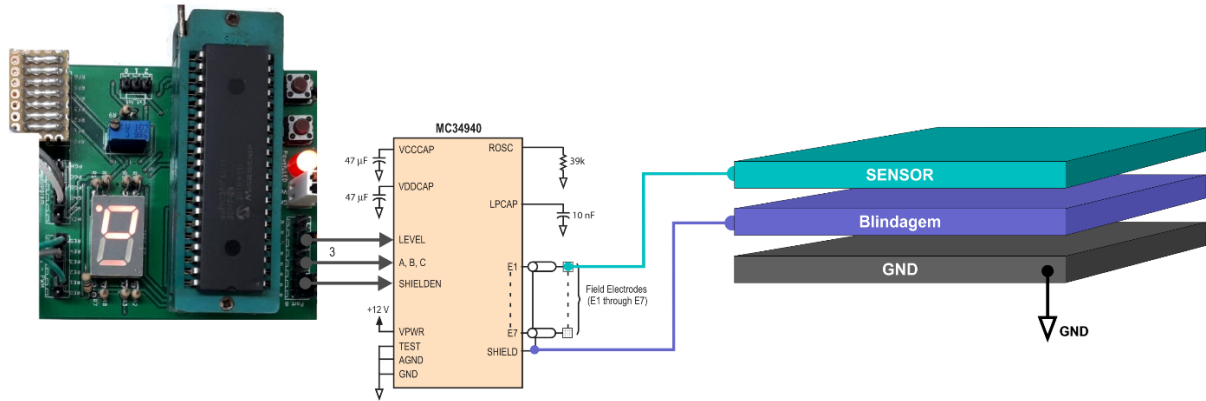 MC34940
VCCCAP
47 µF
VDDCAP
47 µF
ROSC
39k
LPCAP
10 nF
LEVEL
3
A, B, C
SHIELDEN
E1
Field Electrodes
(E1 through E7)
E7
+12 V
VPWR
TEST
AGND
GND
SHIELD
SENSOR
Blindagem
GND
GND